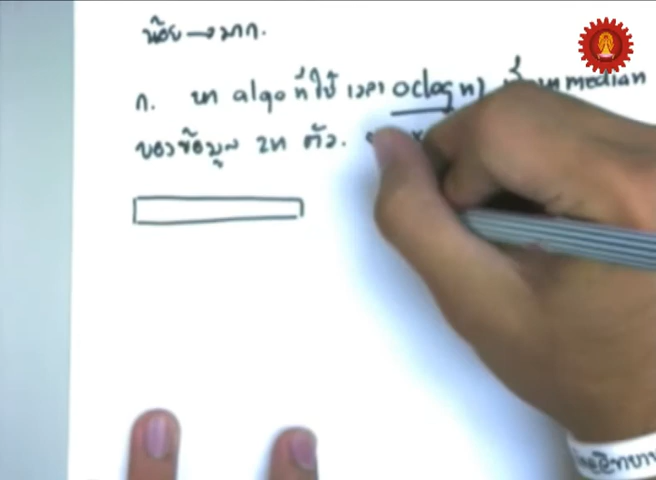 น้อย → มาก.
ก. หา algo ที่ใช้เวลา O(log n) หา median
ของข้อมูล 2n ตัว.